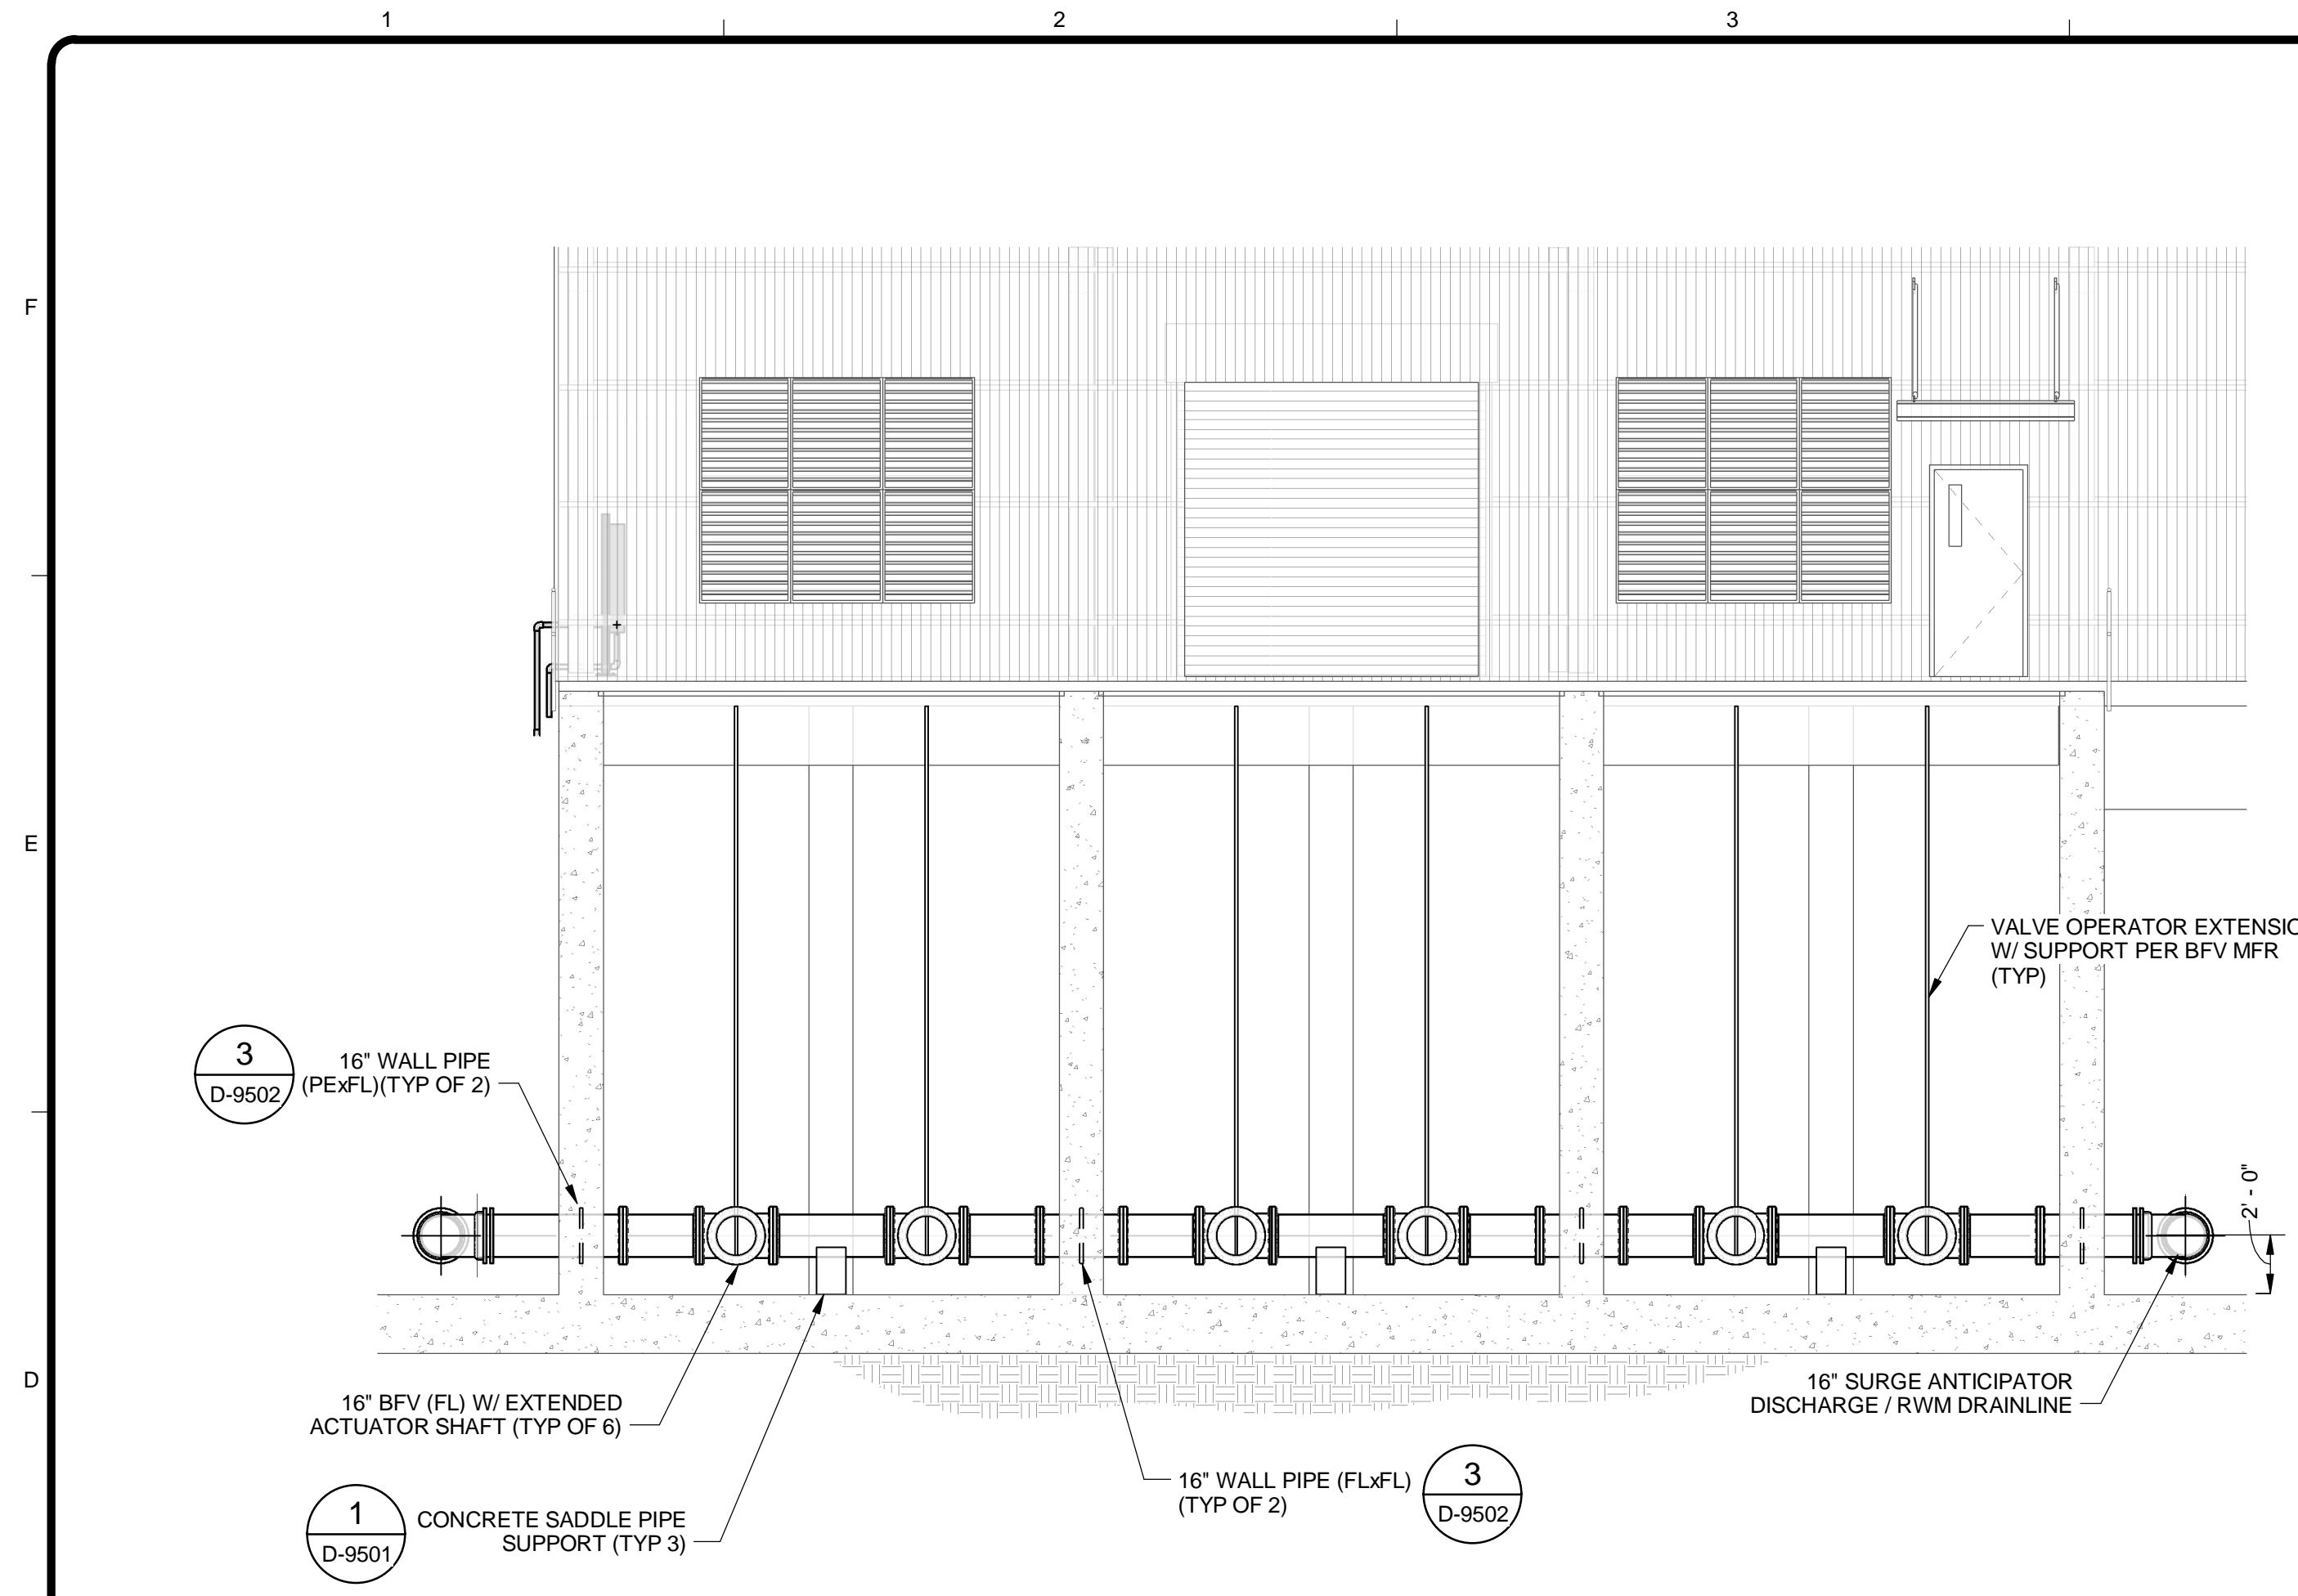 1
2
3
F
E
D
VALVE OPERATOR EXTENSIO
W/ SUPPORT PER BFV MFR
(TYP)
3
D-9502
16" WALL PIPE
(PExFL)(TYP OF 2)
2' - 0"
16" BFV (FL) W/ EXTENDED
ACTUATOR SHAFT (TYP OF 6)
16" SURGE ANTICIPATOR
DISCHARGE / RWM DRAINLINE
16" WALL PIPE (FLxFL)
(TYP OF 2)
3
D-9502
1
D-9501
CONCRETE SADDLE PIPE
SUPPORT (TYP 3)